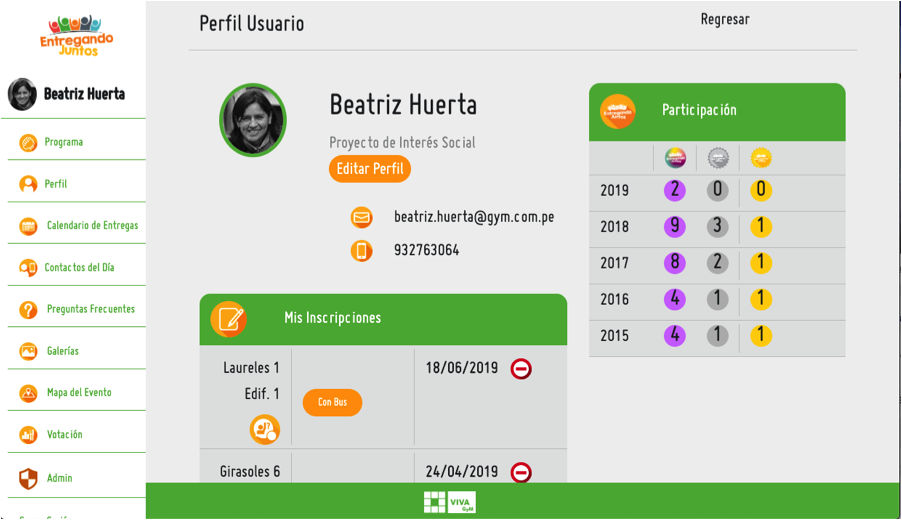 Entregando
Juntos
Beatriz Huerta
Programa
Perfil
Calendario de Entregas
Contactos del Día
Preguntas Frecuentes
Galerías
Mapa del Evento
Votación
Admin
Perfil Usuario
Regresar
Beatriz Huerta
Proyecto de Interés Social
Editar Perfil
beatriz.huerta@gym.com.pe
932763064
Mis Inscripciones
Laureles 1
Edif. 1
Con Bus
18/06/2019
Girasoles 6
24/04/2019
Entregando
Juntos
Participación
2019 2 0 0
2018 9 3 1
2017 8 2 1
2016 4 1 1
2015 4 1 1
VIVA
GyM